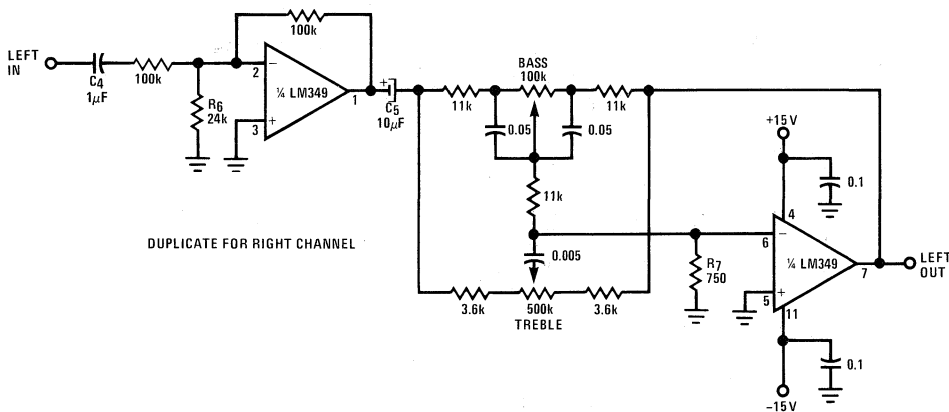 100k
LEFT
IN
C4
1μF
100k
R6
24k
2
−
¼ LM349
1
+
3
+
C5
10μF
11k
BASS
100k
11k
0.05
0.05
11k
0.005
3.6k
500k
3.6k
TREBLE
DUPLICATE FOR RIGHT CHANNEL
+15V
0.1
4
−
6
¼ LM349
R7
750
7
LEFT
OUT
5
+
11
0.1
−15V